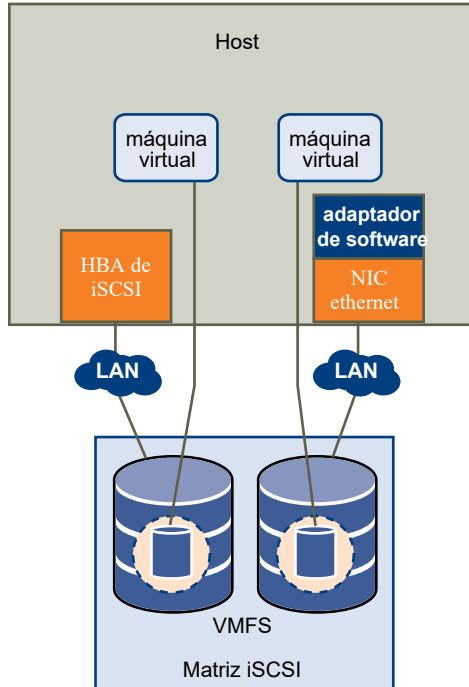 Host
máquina
virtual
máquina
virtual
adaptador
de software
HBA de
iSCSI
NIC
ethernet
LAN
LAN
VMFS
Matriz iSCSI